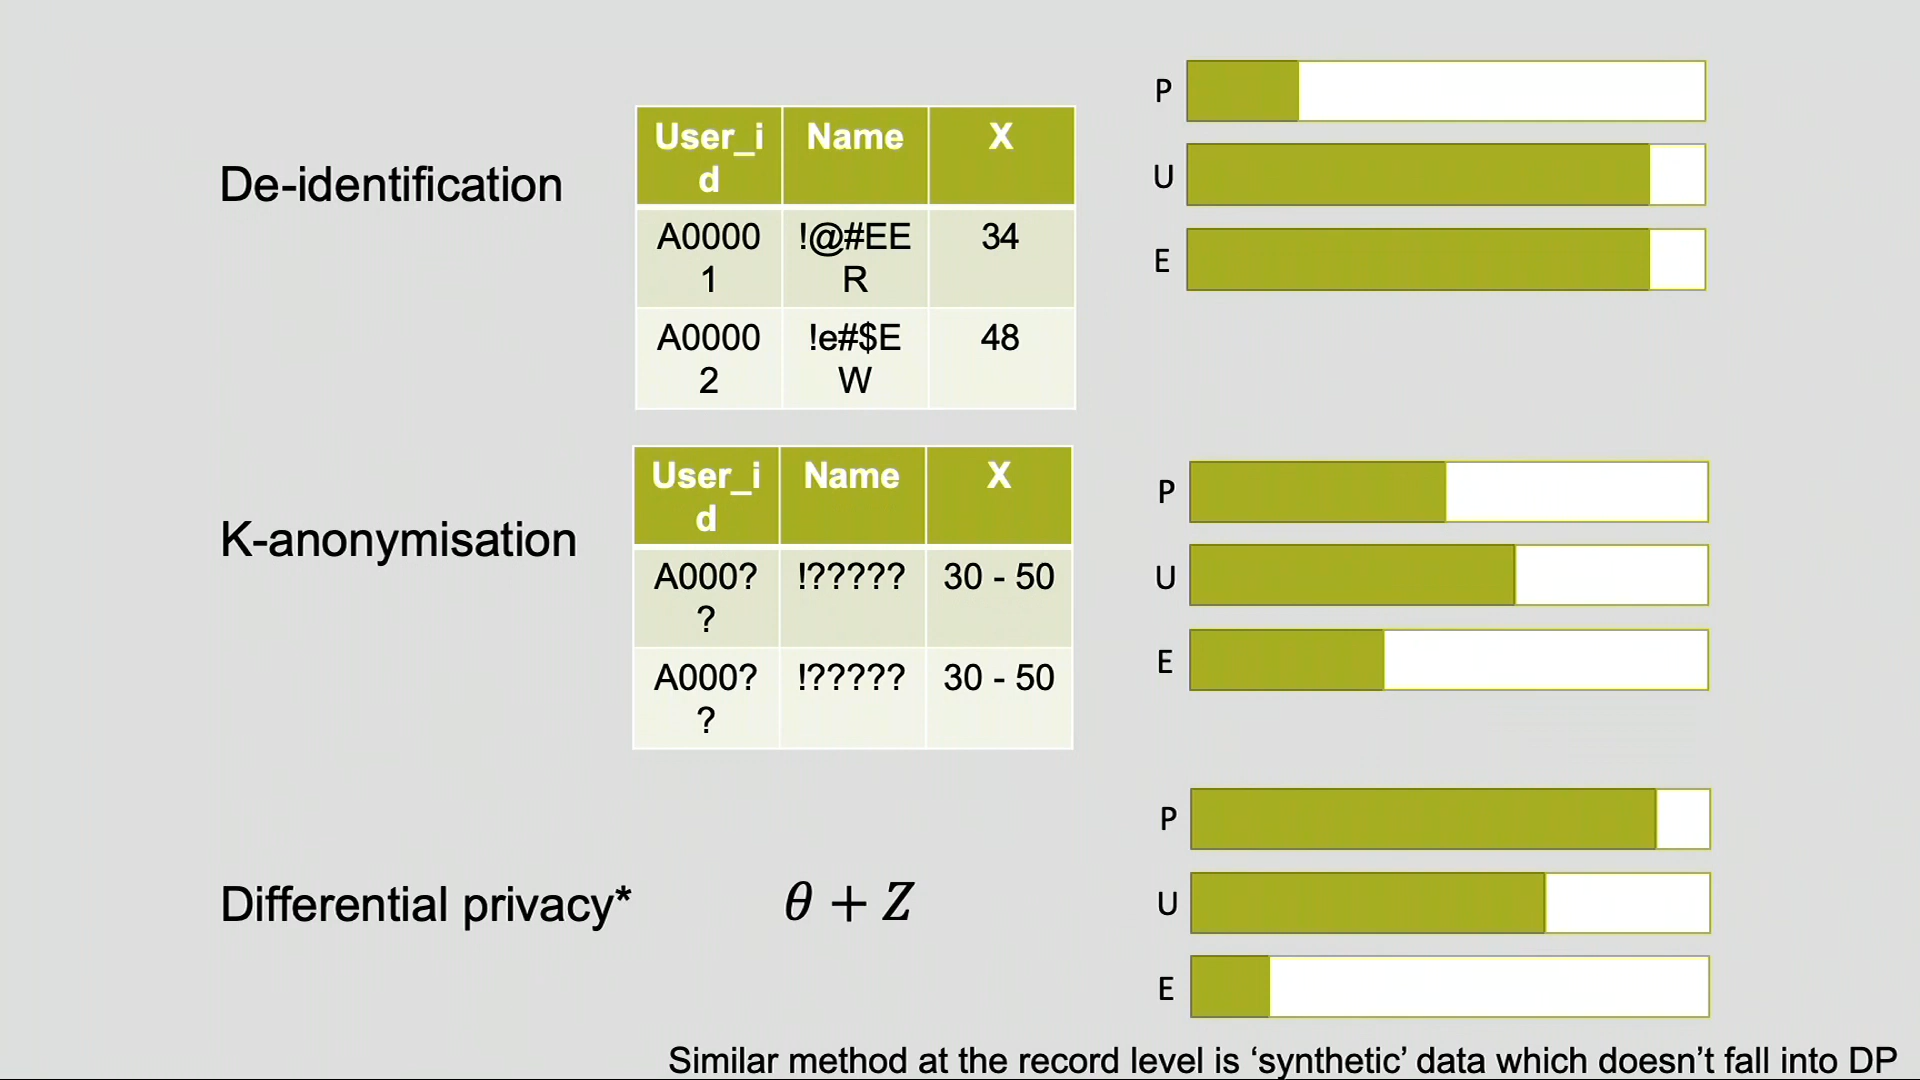 De-identification
User_i
d
Name
X
A0000
1
!@#EE
R
34
A0000
2
!e#$E
W
48
P
U
E
K-anonymisation
User_i
d
Name
X
A000?
?
!?????
30 - 50
A000?
?
!?????
30 - 50
P
U
E
Differential privacy*
θ + Z
P
U
E
Similar method at the record level is ‘synthetic’ data which doesn’t fall into DP